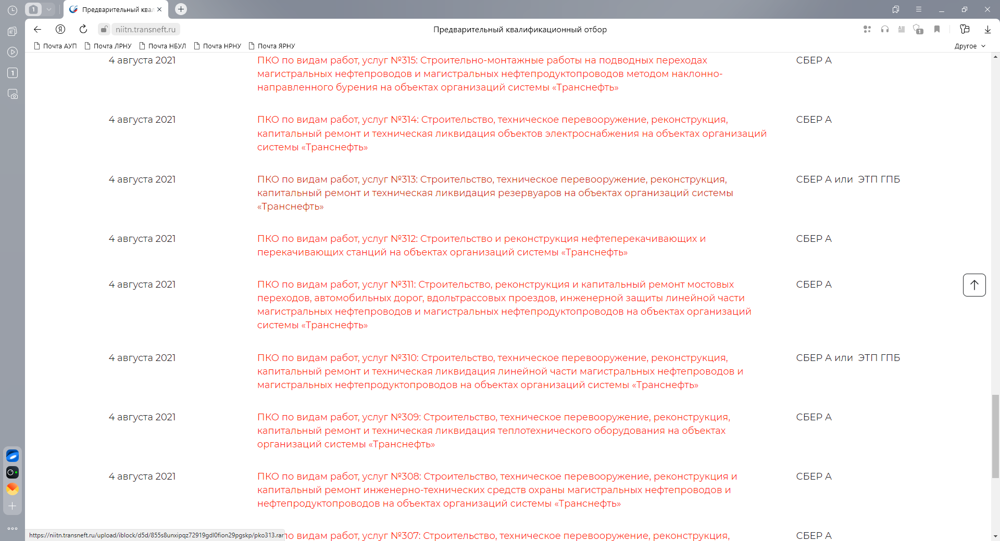 1
Предварительный квал
niitn.transneft.ru
Предварительный квалификационный отбор
1
Почта АУП
Почта ЛРНУ
Почта НБУЛ
Почта НРНУ
Почта ЯРНУ
Другое
1
4 августа 2021
ПКО по видам работ, услуг №315: Строительно-монтажные работы на подводных переходах
магистральных нефтепроводов и магистральных нефтепродуктопроводов методом наклонно-
направленного бурения на объектах организаций системы «Транснефть»
СБЕР А
4 августа 2021
ПКО по видам работ, услуг №314: Строительство, техническое перевооружение, реконструкция,
капитальный ремонт и техническая ликвидация объектов электроснабжения на объектах организаций
системы «Транснефть»
СБЕР А
4 августа 2021
ПКО по видам работ, услуг №313: Строительство, техническое перевооружение, реконструкция,
капитальный ремонт и техническая ликвидация резервуаров на объектах организаций системы
«Транснефть»
СБЕР А или ЭТП ГПБ
4 августа 2021
ПКО по видам работ, услуг №312: Строительство и реконструкция нефтеперекачивающих и
перекачивающих станций на объектах организаций системы «Транснефть»
СБЕР А
4 августа 2021
ПКО по видам работ, услуг №311: Строительство, реконструкция и капитальный ремонт мостовых
переходов, автомобильных дорог, вдольтрассовых проездов, инженерной защиты линейной части
магистральных нефтепроводов и магистральных нефтепродуктопроводов на объектах организаций
системы «Транснефть»
СБЕР А
4 августа 2021
ПКО по видам работ, услуг №310: Строительство, техническое перевооружение, реконструкция,
капитальный ремонт и техническая ликвидация линейной части магистральных нефтепроводов и
магистральных нефтепродуктопроводов на объектах организаций системы «Транснефть»
СБЕР А или ЭТП ГПБ
4 августа 2021
ПКО по видам работ, услуг №309: Строительство, техническое перевооружение, реконструкция,
капитальный ремонт и техническая ликвидация теплотехнического оборудования на объектах
организаций системы «Транснефть»
СБЕР А
4 августа 2021
ПКО по видам работ, услуг №308: Строительство, техническое перевооружение, реконструкция и
капитальный ремонт инженерно-технических средств охраны магистральных нефтепроводов и
нефтепродуктопроводов на объектах организаций системы «Транснефть»
СБЕР А
https://niitn.transneft.ru/upload/iblock/d5d/855s8unxipqz72919gdl0fion29pgskp/pko313.rar
по видам работ, услуг №307: Строительство, техническое перевооружение, реконструкция,
СБЕР А